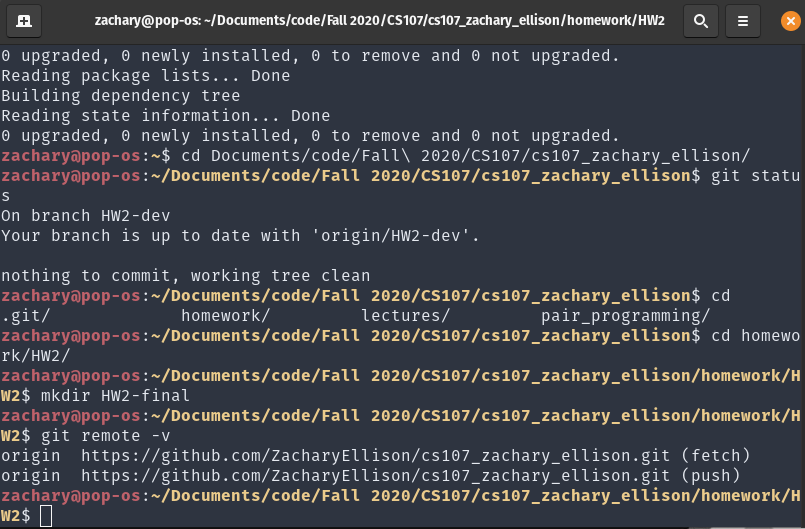 zachary@pop-os: ~/Documents/code/Fall 2020/CS107/cs107_zachary_ellison/homework/HW2
0 upgraded, 0 newly installed, 0 to remove and 0 not upgraded.
Reading package lists... Done
Building dependency tree
Reading state information... Done
0 upgraded, 0 newly installed, 0 to remove and 0 not upgraded.
zachary@pop-os:~$ cd Documents/code/Fall\ 2020/CS107/cs107_zachary_ellison/
zachary@pop-os:~/Documents/code/Fall 2020/CS107/cs107_zachary_ellison$ git statu
s
On branch HW2-dev
Your branch is up to date with 'origin/HW2-dev'.
nothing to commit, working tree clean
zachary@pop-os:~/Documents/code/Fall 2020/CS107/cs107_zachary_ellison$ cd
.git/             homework/         lectures/         pair_programming/
zachary@pop-os:~/Documents/code/Fall 2020/CS107/cs107_zachary_ellison$ cd homewo
rk/HW2/
zachary@pop-os:~/Documents/code/Fall 2020/CS107/cs107_zachary_ellison/homework/H
W2$ mkdir HW2-final
zachary@pop-os:~/Documents/code/Fall 2020/CS107/cs107_zachary_ellison/homework/H
W2$ git remote -v
origin  https://github.com/ZacharyEllison/cs107_zachary_ellison.git (fetch)
origin  https://github.com/ZacharyEllison/cs107_zachary_ellison.git (push)
zachary@pop-os:~/Documents/code/Fall 2020/CS107/cs107_zachary_ellison/homework/H
W2$